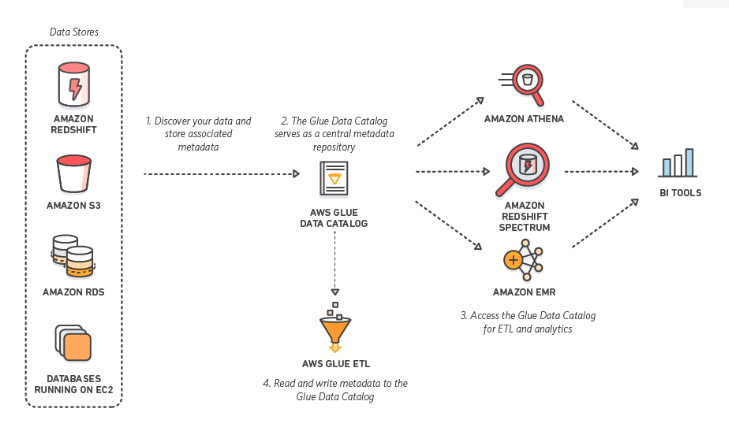 Data Stores
AMAZON
REDSHIFT
AMAZON S3
AMAZON RDS
DATABASES
RUNNING ON EC2
1. Discover your data and
store associated
metadata
2. The Glue Data Catalog
serves as a central metadata
repository
AWS GLUE
DATA CATALOG
AWS GLUE ETL
4. Read and write metadata to the
Glue Data Catalog
AMAZON ATHENA
AMAZON
REDSHIFT
SPECTRUM
AMAZON EMR
3. Access the Glue Data Catalog
for ETL and analytics
BI TOOLS